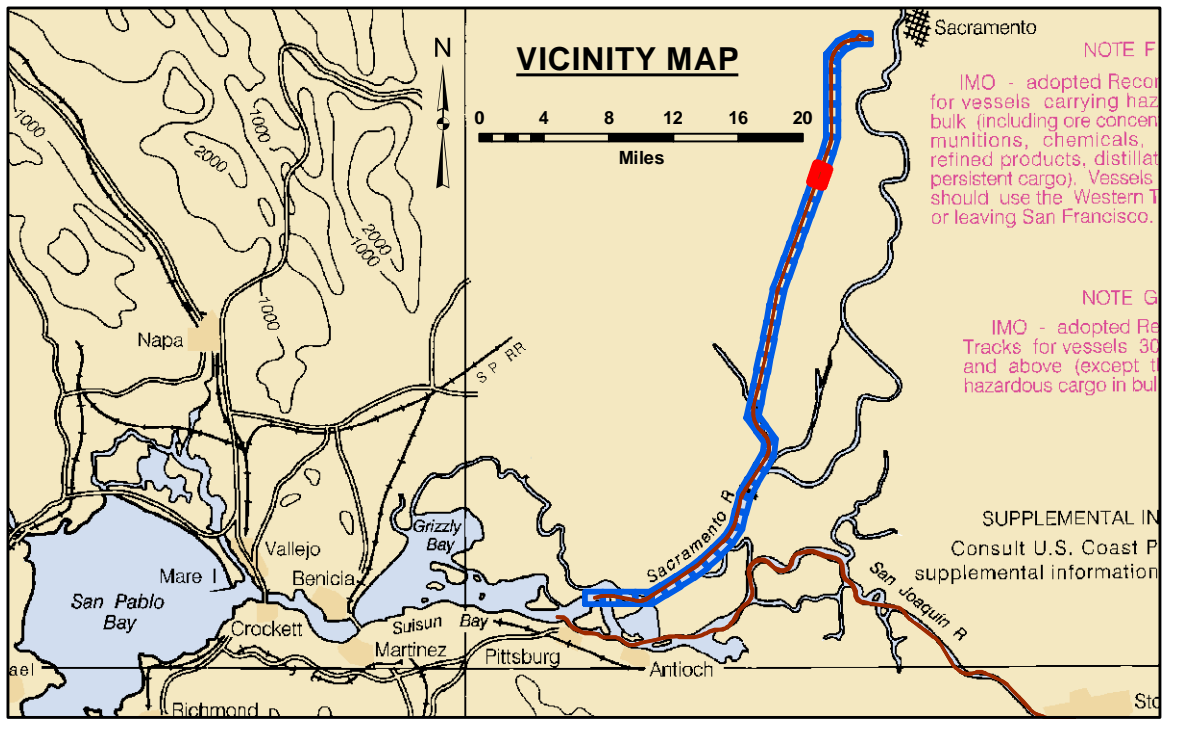 Sacramento
N
VICINITY MAP
0 4 8 12 16 20
Miles
NOTE F
IMO - adopted Recor
for vessels carrying haz
bulk (including ore concen
munitions, chemicals,
refined products, distillat
persistent cargo). Vessels
should use the Western T
or leaving San Francisco.
1000
1000
2000
2000
1000
1000
NOTE G
IMO - adopted Re
Tracks for vessels 30
and above (except t
hazardous cargo in bul
Napa
S P RR
Grizzly
Bay
Sacramento R
SUPPLEMENTAL IN
Consult U.S. Coast P
supplemental information
Vallejo
Mare I
Benicia
San Joaquin R
San Pablo
Bay
Crockett
Suisun Bay
Martinez
Pittsburg
Antioch
ael
Richmond
Sto